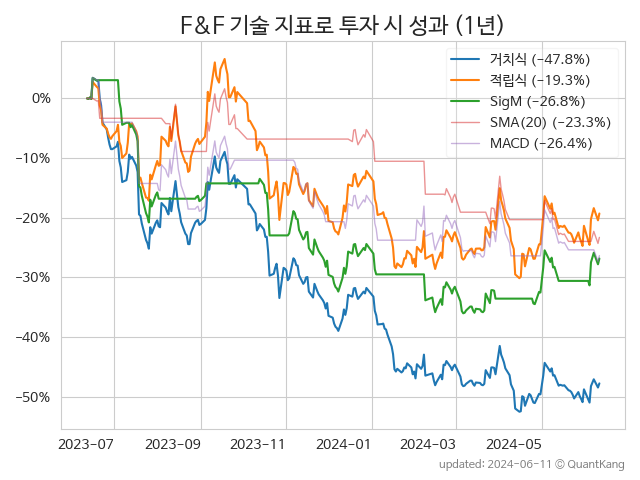 F&F 기술 지표로 투자 시 성과 (1년)
거치식 (−47.8%)
적립식 (−19.3%)
SigM (−26.8%)
SMA(20) (−23.3%)
MACD (−26.4%)
0%
−10%
−20%
−30%
−40%
−50%
2023−07 2023−09 2023−11 2024−01 2024−03 2024−05
updated: 2024−06−11 © QuantKang